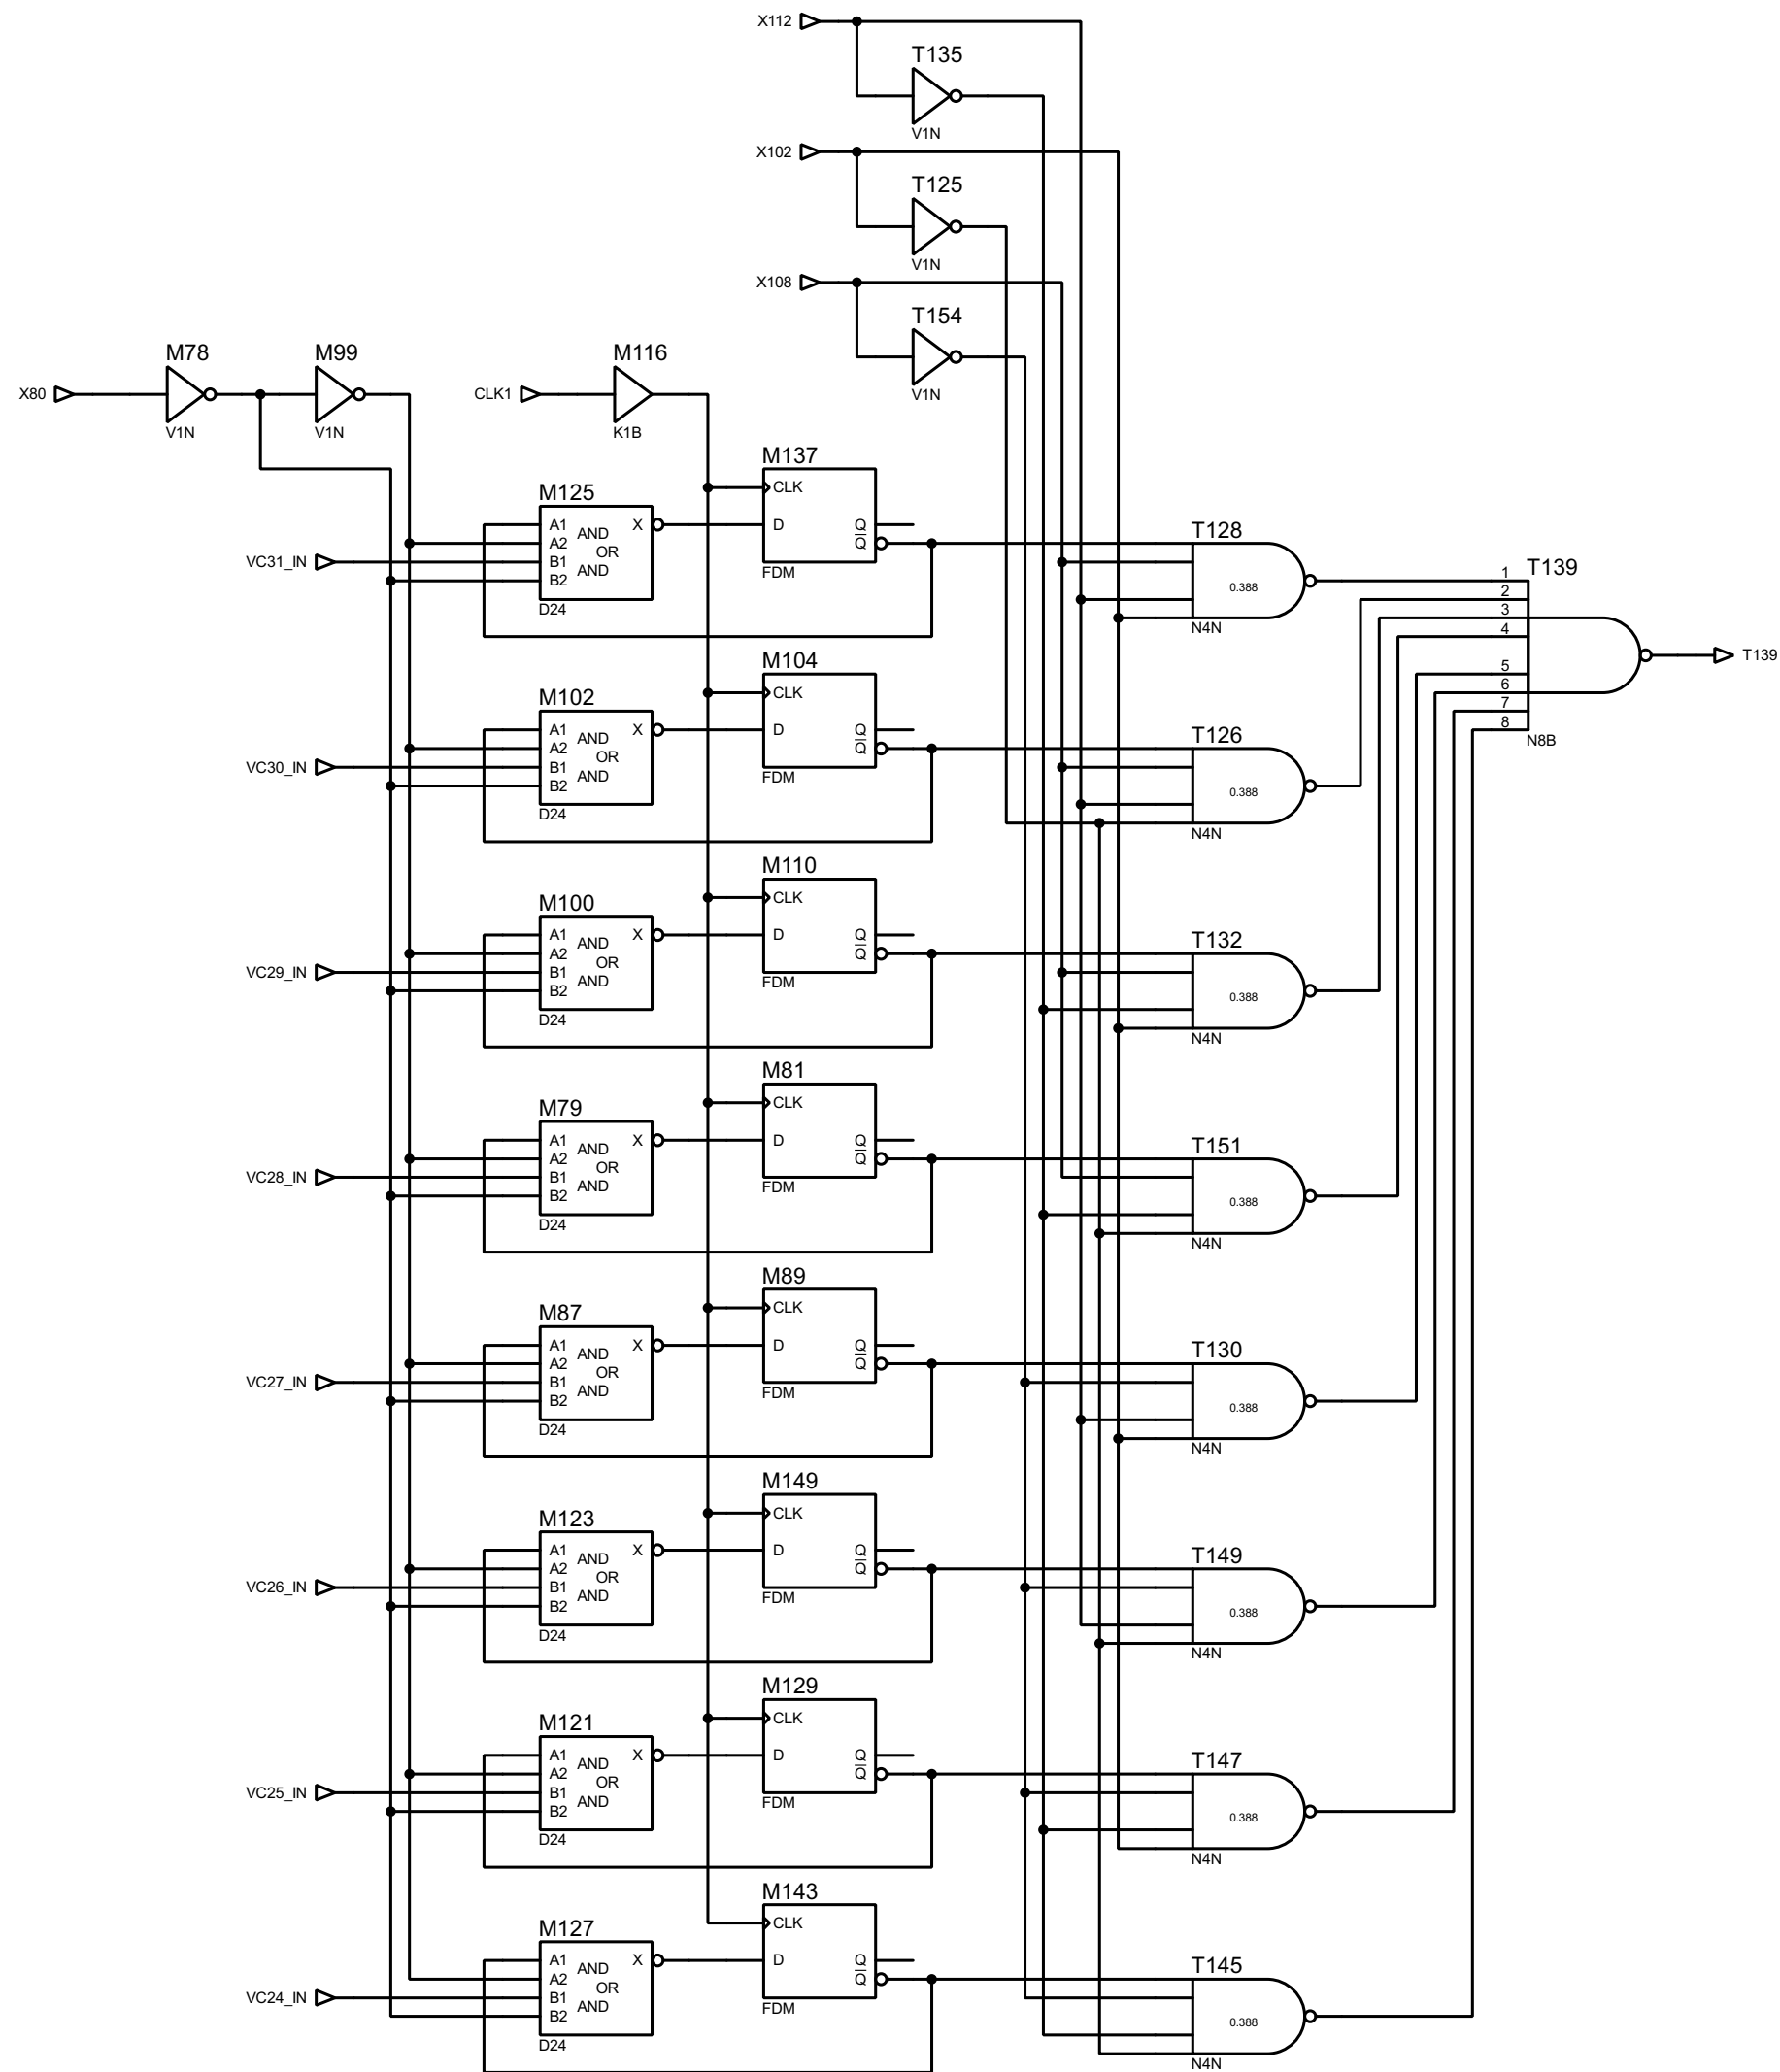 X112
T135
V1N
X102
T125
V1N
X108
T154
V1N
M78
M99
M116
X80
CLK1
V1N
V1N
K1B
M137
CLK
D
Q
Q
FDM
M125
A1
A2
B1
B2
AND
OR
AND
X
D24
VC31_IN
T128
0.388
N4N
T139
1
2
3
4
5
6
7
8
N8B
T139
M104
CLK
D
Q
Q
FDM
M102
A1
A2
B1
B2
AND
OR
AND
X
D24
VC30_IN
T126
0.388
N4N
M110
CLK
D
Q
Q
FDM
M100
A1
A2
B1
B2
AND
OR
AND
X
D24
VC29_IN
T132
0.388
N4N
M81
CLK
D
Q
Q
FDM
M79
A1
A2
B1
B2
AND
OR
AND
X
D24
VC28_IN
T151
0.388
N4N
M89
CLK
D
Q
Q
FDM
M87
A1
A2
B1
B2
AND
OR
AND
X
D24
VC27_IN
T130
0.388
N4N
M149
CLK
D
Q
Q
FDM
M123
A1
A2
B1
B2
AND
OR
AND
X
D24
VC26_IN
T149
0.388
N4N
M129
CLK
D
Q
Q
FDM
M121
A1
A2
B1
B2
AND
OR
AND
X
D24
VC25_IN
T147
0.388
N4N
M143
CLK
D
Q
Q
FDM
M127
A1
A2
B1
B2
AND
OR
AND
X
D24
VC24_IN
T145
0.388
N4N